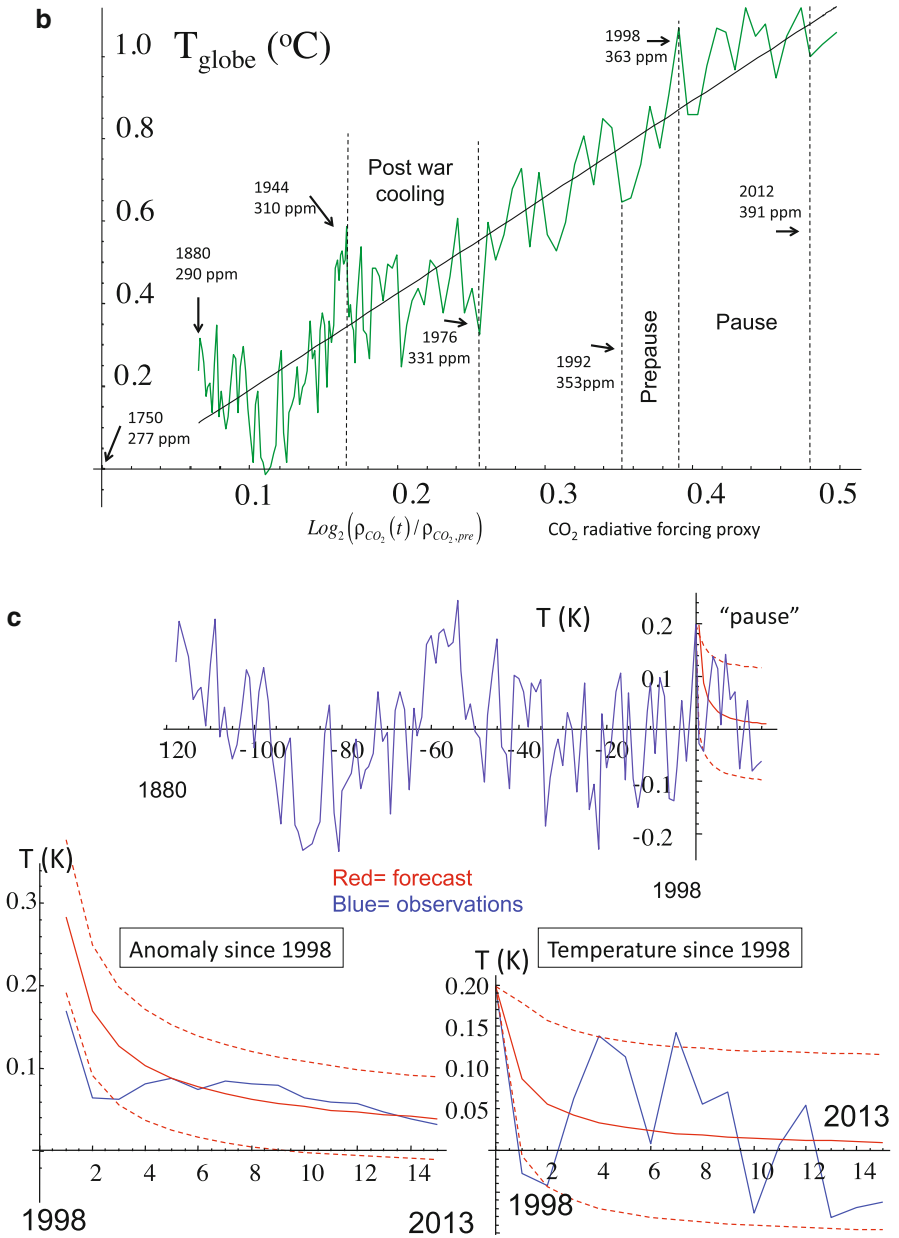 b
T_globe (°C)
1.0
0.8
0.6
0.4
0.2
1998
363 ppm
Post war
cooling
1944
310 ppm
2012
391 ppm
1880
290 ppm
1976
331 ppm
Pause
Prepause
1992
353ppm
1750
277 ppm
0.1 0.2 0.3 0.4 0.5
Log₂(ρ_CO₂(t)/ρ_CO₂,pre) CO₂ radiative forcing proxy
c
T (K)
"pause"
0.2
0.1
120 -100 -80 -60 -40 -20
-0.1
-0.2
1880
1998
Red= forecast
Blue= observations
T (K)
Anomaly since 1998
0.3
0.2
0.1
2 4 6 8 10 12 14
1998
2013
T (K)
Temperature since 1998
0.20
0.15
0.10
0.05
2013
2 4 6 8 10 12 14
1998